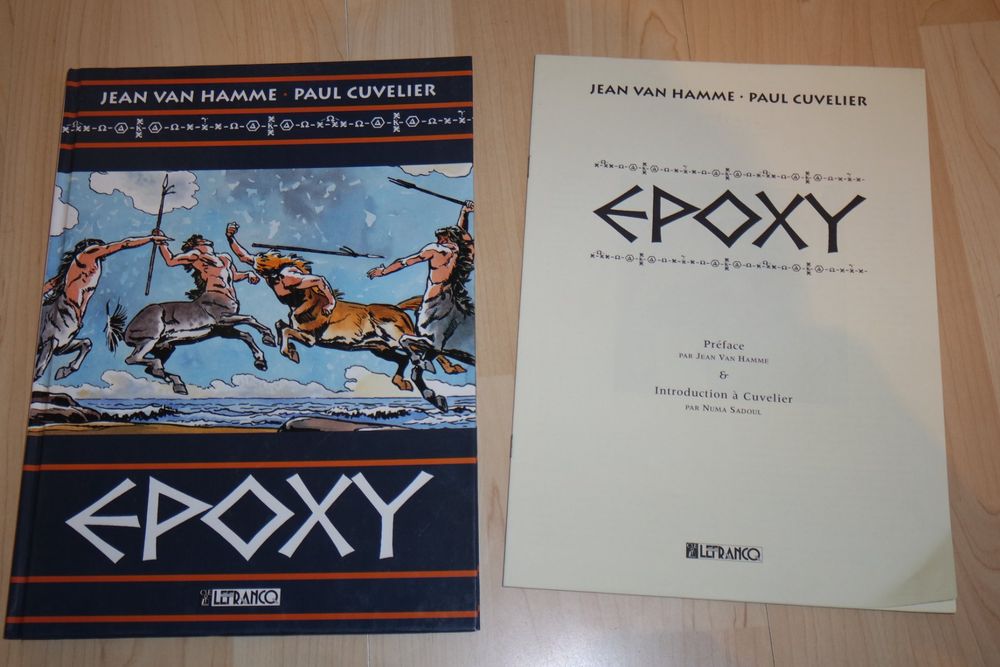 JEAN VAN HAMME · PAUL CUVELIER
EPOXY
LEFRANCQ
JEAN VAN HAMME · PAUL CUVELIER
EPOXY
Préface
PAR JEAN VAN HAMME
&
Introduction à Cuvelier
PAR NUMA SADOUL
LEFRANCQ